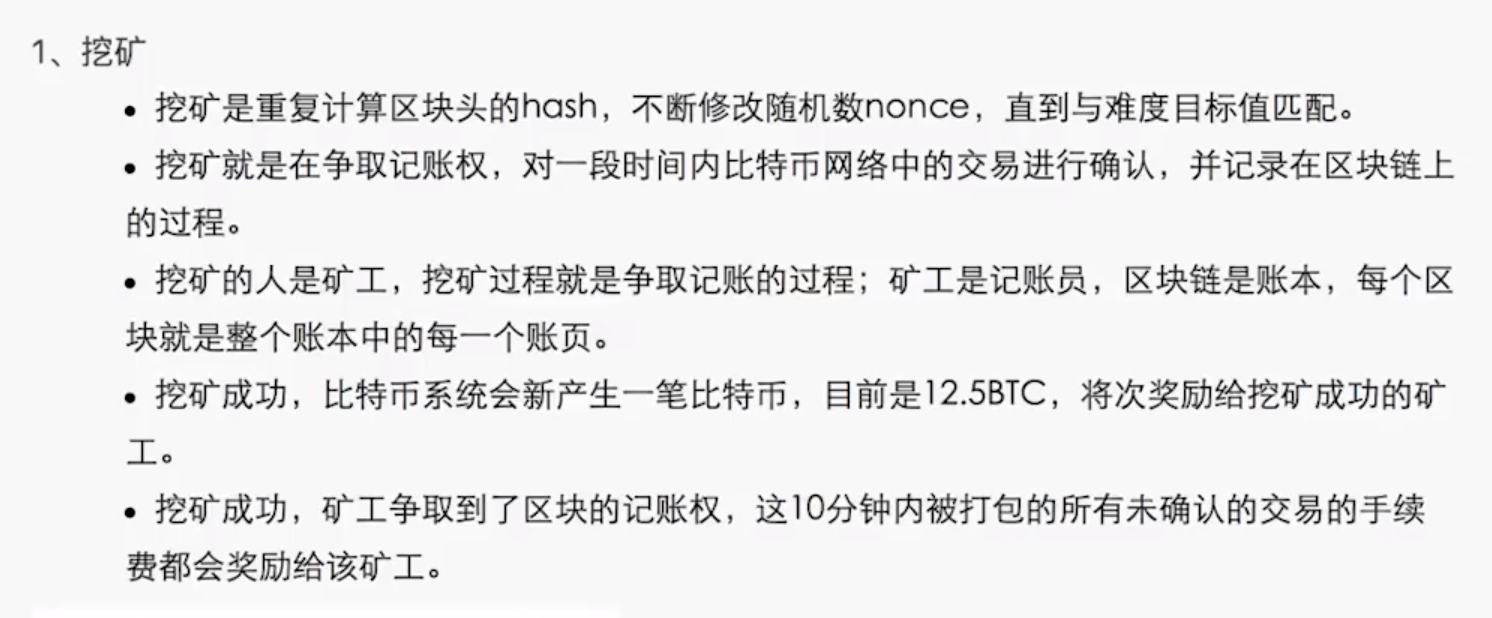 1、挖矿
• 挖矿是重复计算区块头的hash，不断修改随机数nonce，直到与难度目标值匹配。
• 挖矿就是在争取记账权，对一段时间内比特币网络中的交易进行确认，并记录在区块链上
的过程。
• 挖矿的人是矿工，挖矿过程就是争取记账的过程；矿工是记账员，区块链是账本，每个区
块就是整个账本中的每一个账页。
• 挖矿成功，比特币系统会新产生一笔比特币，目前是12.5BTC，将次奖励给挖矿成功的矿
工。
• 挖矿成功，矿工争取到了区块的记账权，这10分钟内被打包的所有未确认的交易的手续
费都会奖励给该矿工。